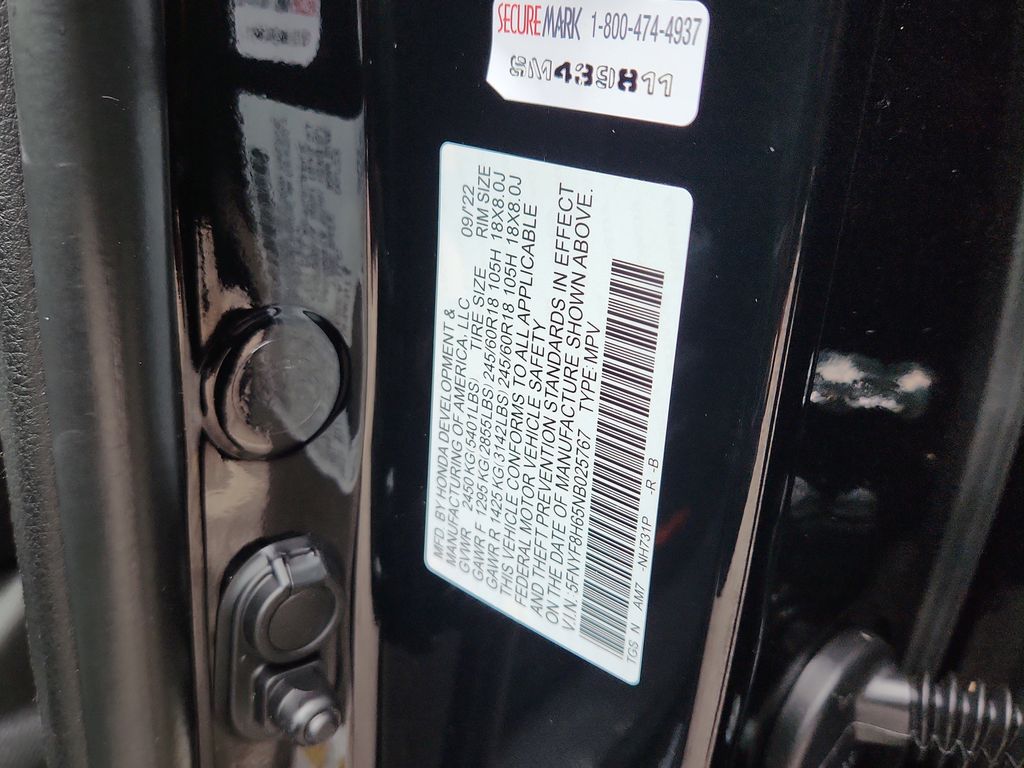 SECUREMARK 1-800-474-4937
SM439811
MFD BY HONDA DEVELOPMENT &
MANUFACTURING OF AMERICA, LLC 09/'22
GVWR 2450 KG(5401LBS) TIRE SIZE RIM SIZE
GAWR F 1295 KG(2855LBS) 245/60R18 105H 18X8.0J
GAWR R 1425 KG(3142LBS) 245/60R18 105H 18X8.0J
THIS VEHICLE CONFORMS TO ALL APPLICABLE
FEDERAL MOTOR VEHICLE SAFETY
AND THEFT PREVENTION STANDARDS IN EFFECT
ON THE DATE OF MANUFACTURE SHOWN ABOVE.
V.I.N: 5FNYF8H65NB025767 TYPE: MPV
TGS N AM17 -NH731P -R -B